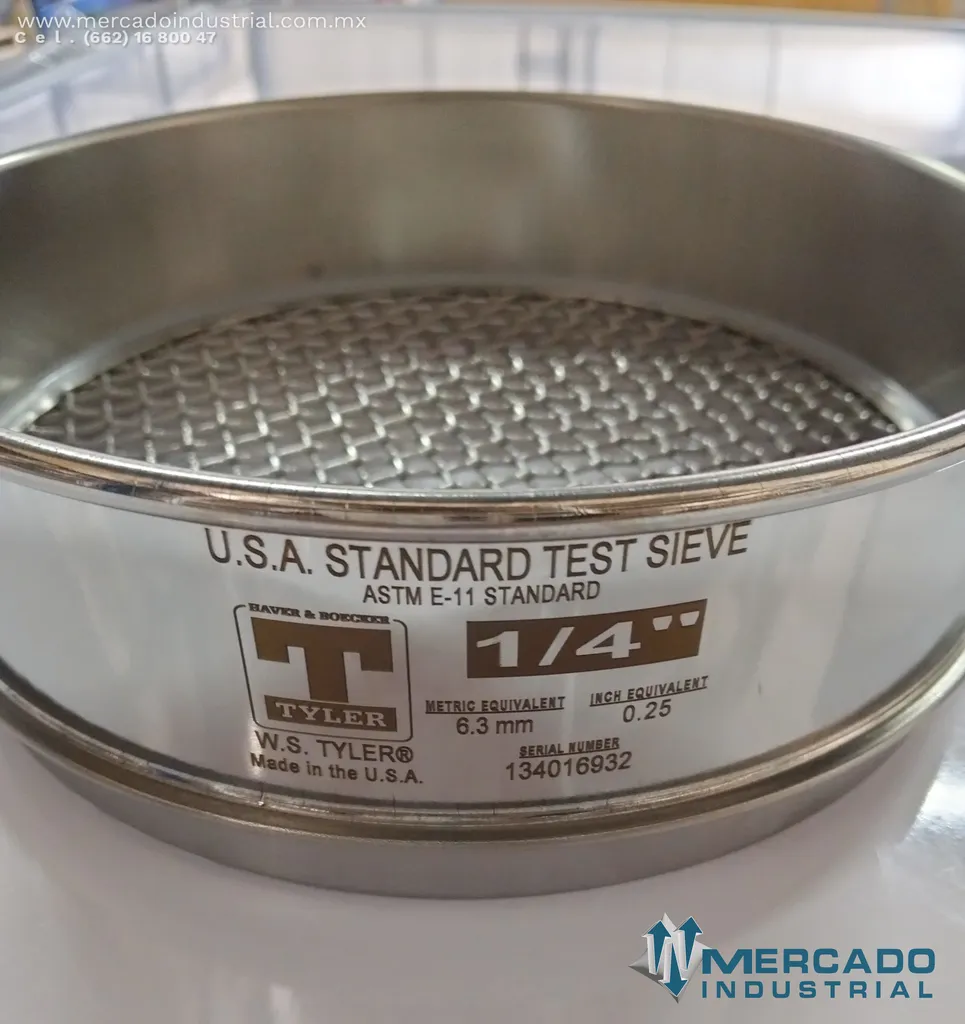 www.mercadoindustrial.com.mx
Cel. (662) 16 800 47
U.S.A. STANDARD TEST SIEVE
ASTM E-11 STANDARD
HAVER & BOECKER
T
TYLER
W.S. TYLER®
Made in the U.S.A.
1/4"
METRIC EQUIVALENT
6.3 mm
INCH EQUIVALENT
0.25
SERIAL NUMBER
134016932
MERCADO
INDUSTRIAL